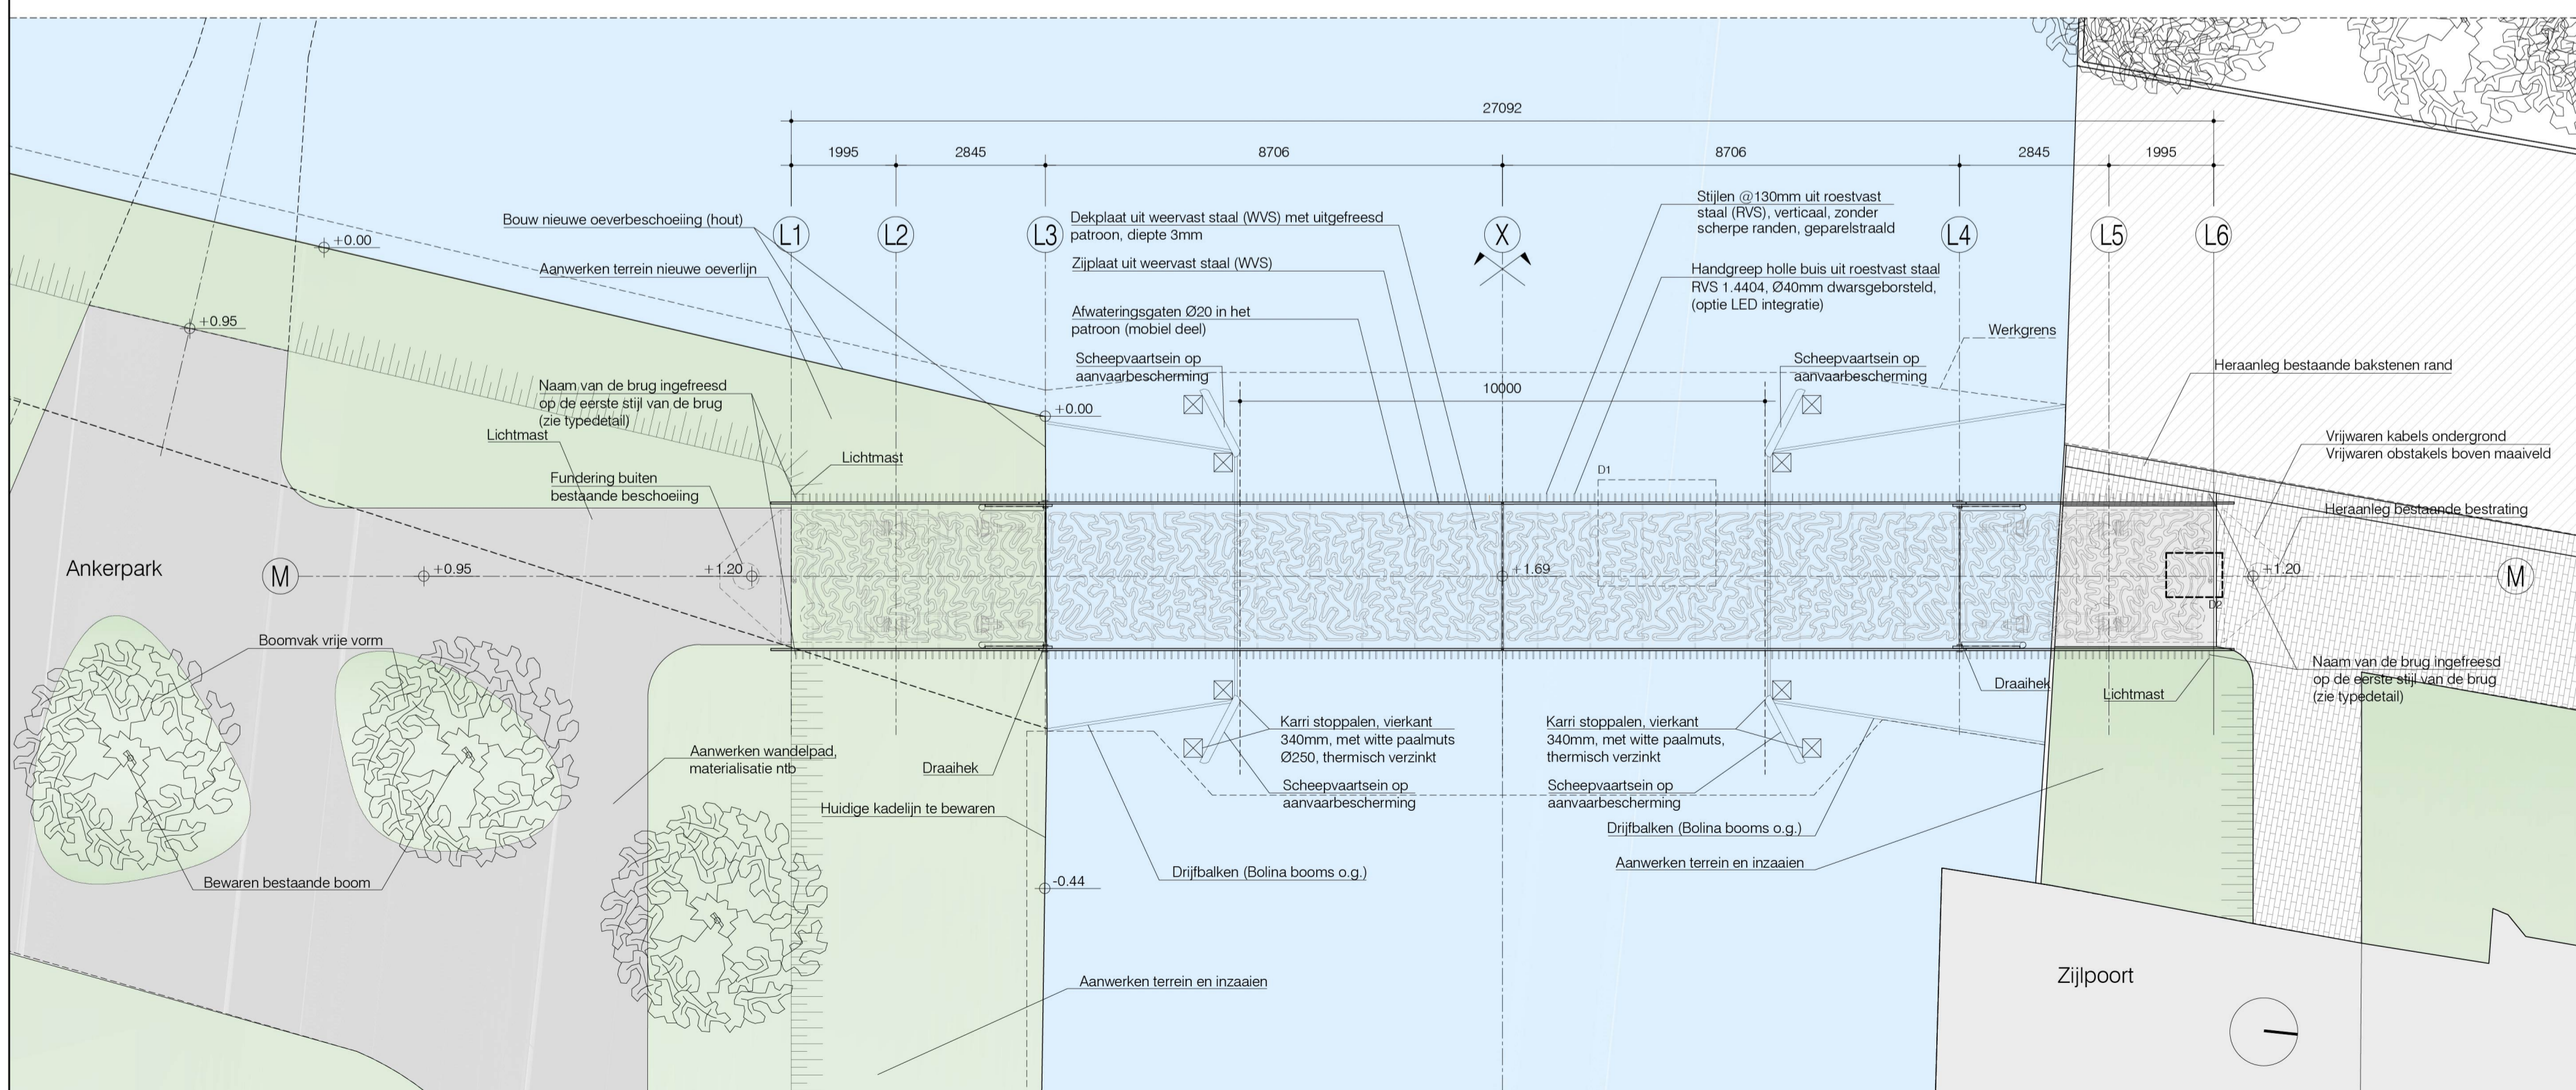 27092
1995
2845
8706
8706
2845
1995
L1
L2
L3
X
L4
L5
L6
Bouw nieuwe oeverbeschoeiing (hout)
+0.00
Aanwerken terrein nieuwe oeverlijn
+0.95
Dekplaat uit weervast staal (WVS) met uitgefreesd
patroon, diepte 3mm
Zijplaat uit weervast staal (WVS)
Afwateringsgaten Ø20 in het
patroon (mobiel deel)
Scheepvaartsein op
aanvaarbescherming
Stijlen @130mm uit roestvast
staal (RVS), verticaal, zonder
scherpe randen, geparelstraald
Handgreep holle buis uit roestvast staal
RVS 1.4404, Ø40mm dwarsgeborsteld,
(optie LED integratie)
Werkgrens
Scheepvaartsein op
aanvaarbescherming
10000
Heraanleg bestaande bakstenen rand
Naam van de brug ingefreesd
op de eerste stijl van de brug
(zie typedetail)
Lichtmast
Lichtmast
+0.00
Fundering buiten
bestaande beschoeiing
D1
Vrijwaren kabels ondergrond
Vrijwaren obstakels boven maaiveld
Heraanleg bestaande bestrating
Ankerpark
M
+0.95
+1.20
+1.69
+1.20
M
D2
Boomvak vrije vorm
Naam van de brug ingefreesd
op de eerste stijl van de brug
(zie typedetail)
Draaihek
Lichtmast
Aanwerken wandelpad,
materialisatie ntb
Draaihek
Karri stoppalen, vierkant
340mm, met witte paalmuts
Ø250, thermisch verzinkt
Karri stoppalen, vierkant
340mm, met witte paalmuts,
thermisch verzinkt
Scheepvaartsein op
aanvaarbescherming
Scheepvaartsein op
aanvaarbescherming
Huidige kadelijn te bewaren
Drijfbalken (Bolina booms o.g.)
Aanwerken terrein en inzaaien
Drijfbalken (Bolina booms o.g.)
-0.44
Bewaren bestaande boom
Aanwerken terrein en inzaaien
Zijlpoort